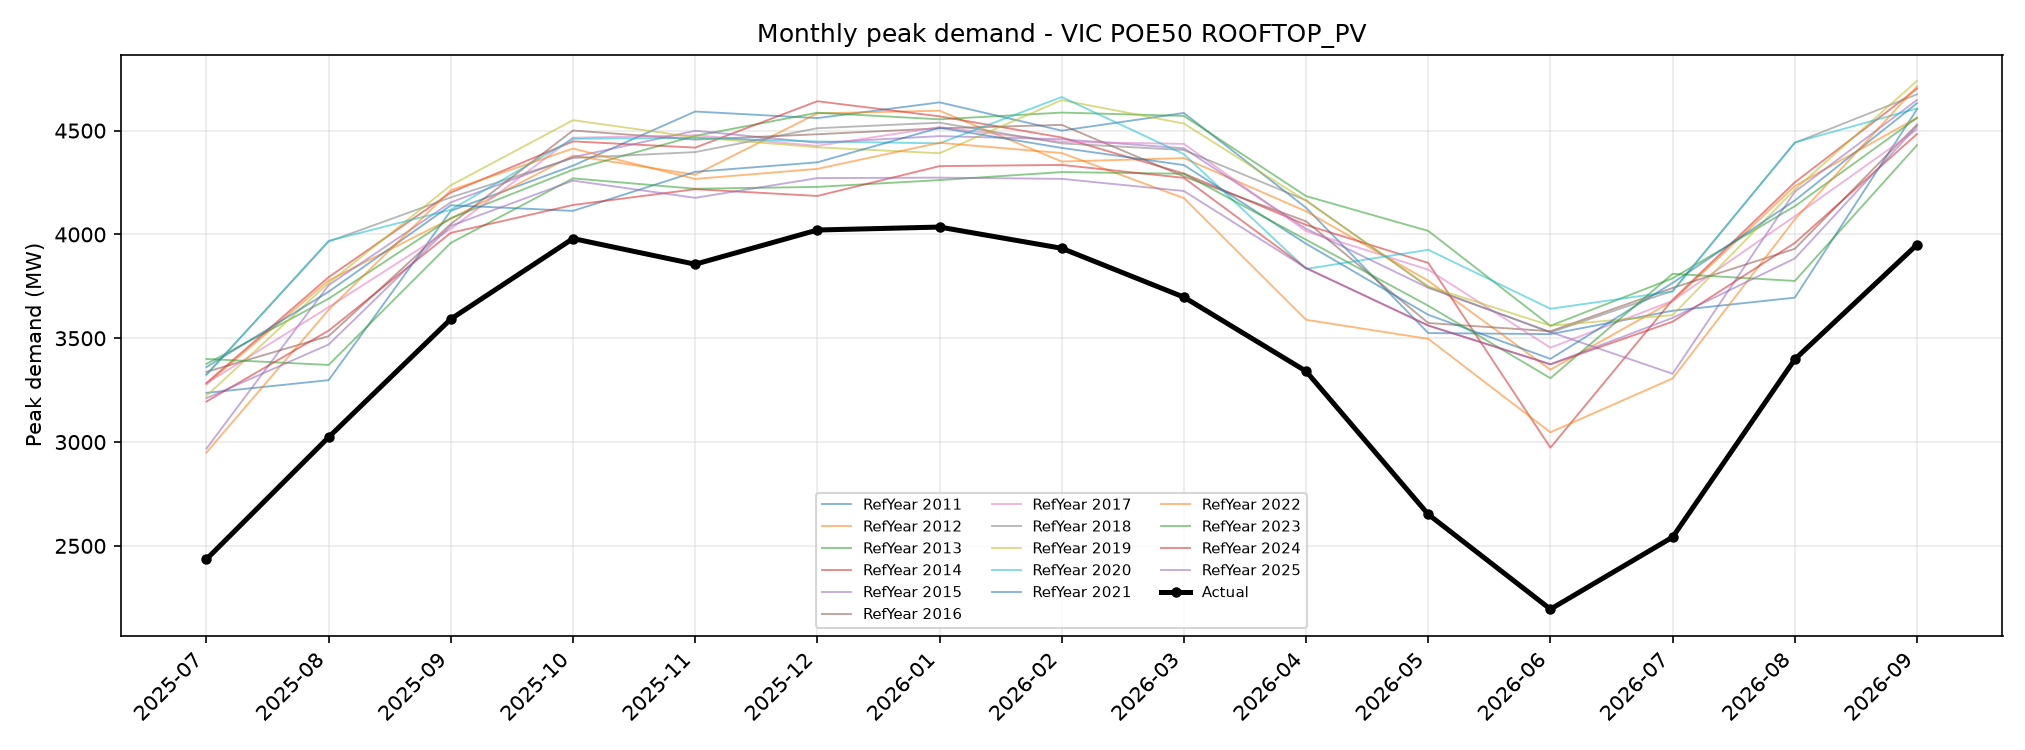 Monthly peak demand - VIC POE50 ROOFTOP_PV
Peak demand (MW)
4500
4000
3500
3000
2500
RefYear 2011
RefYear 2012
RefYear 2013
RefYear 2014
RefYear 2015
RefYear 2016
RefYear 2017
RefYear 2018
RefYear 2019
RefYear 2020
RefYear 2021
RefYear 2022
RefYear 2023
RefYear 2024
RefYear 2025
Actual
2025-07
2025-08
2025-09
2025-10
2025-11
2025-12
2026-01
2026-02
2026-03
2026-04
2026-05
2026-06
2026-07
2026-08
2026-09